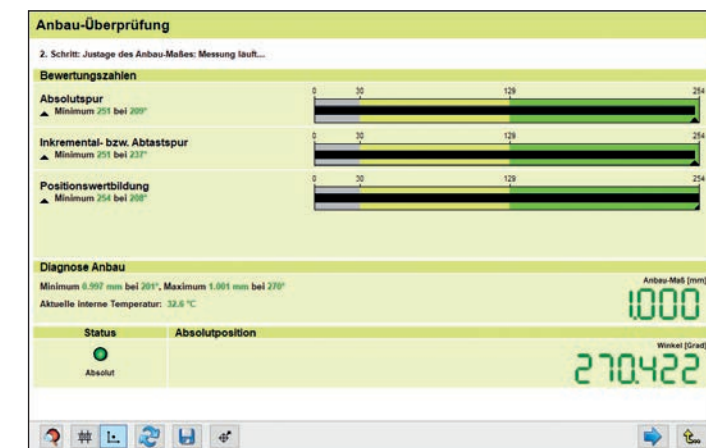 Anbau-Überprüfung
2. Schritt: Justage des Anbau-Maßes: Messung läuft...
Bewertungszahlen
Absolutspur
Minimum 251 bei 209°
0 30 129 254
Inkremental- bzw. Abtastspur
Minimum 251 bei 237°
0 30 129 254
Positionswertbildung
Minimum 254 bei 208°
0 30 129 254
Diagnose Anbau
Minimum 0.997 mm bei 201°, Maximum 1.001 mm bei 270°
Anbau-Maß [mm]
Aktuelle interne Temperatur: 32.6 °C
1.000
Status Absolutposition
Winkel [Grad]
Absolut
270.422